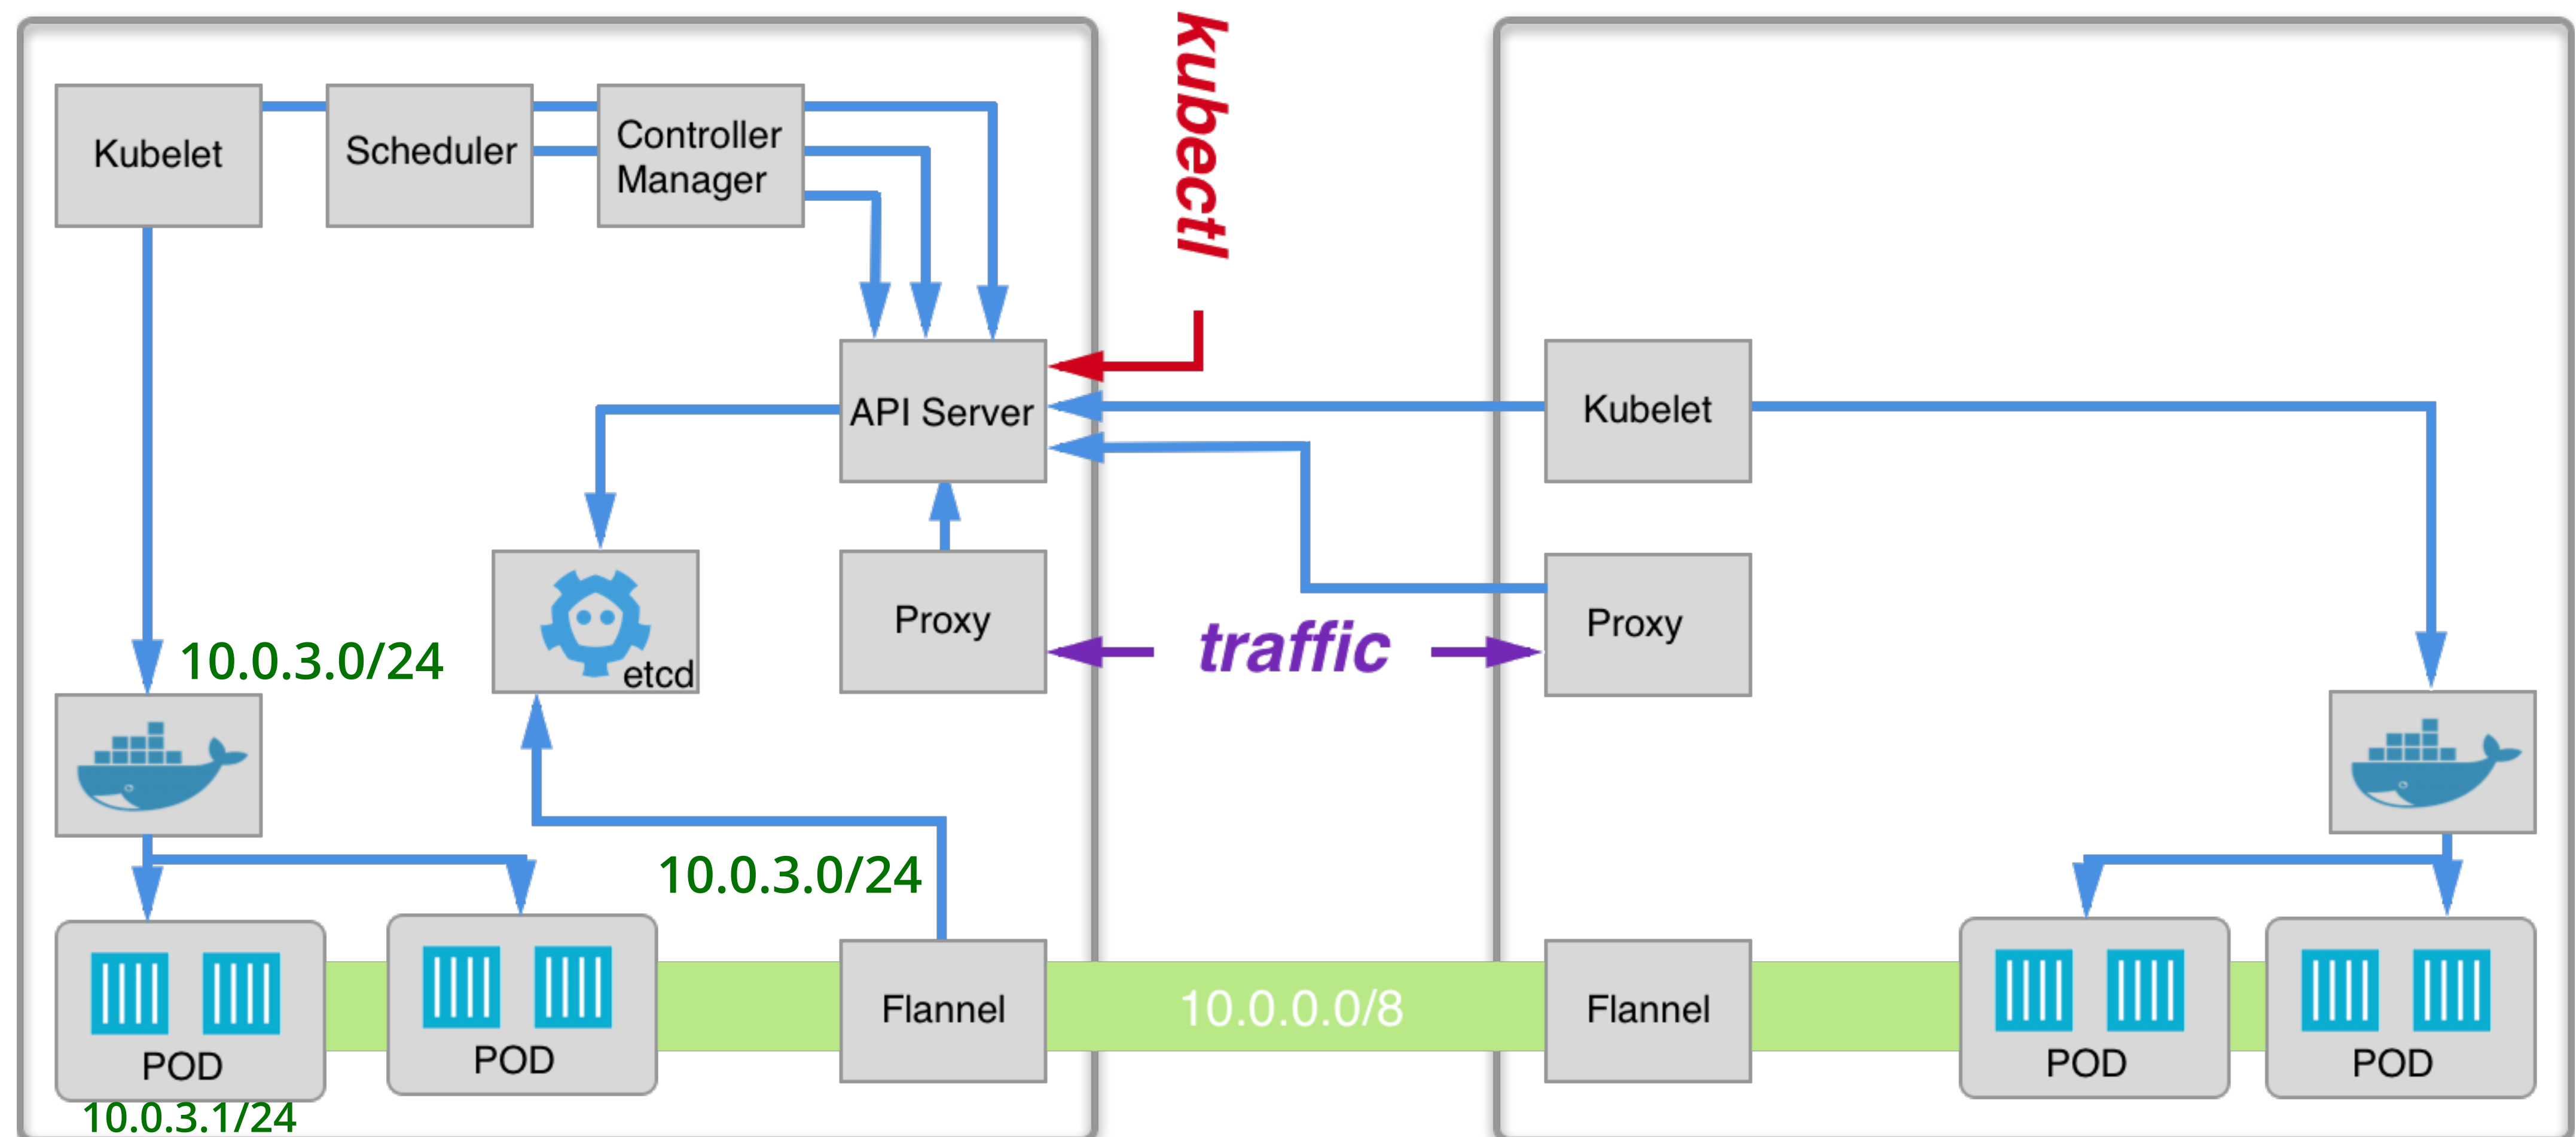 kubectl
Kubelet
Scheduler
Controller
Manager
API Server
Kubelet
etcd
Proxy
traffic
Proxy
10.0.3.0/24
10.0.3.0/24
Flannel
10.0.0.0/8
Flannel
POD
POD
POD
POD
10.0.3.1/24